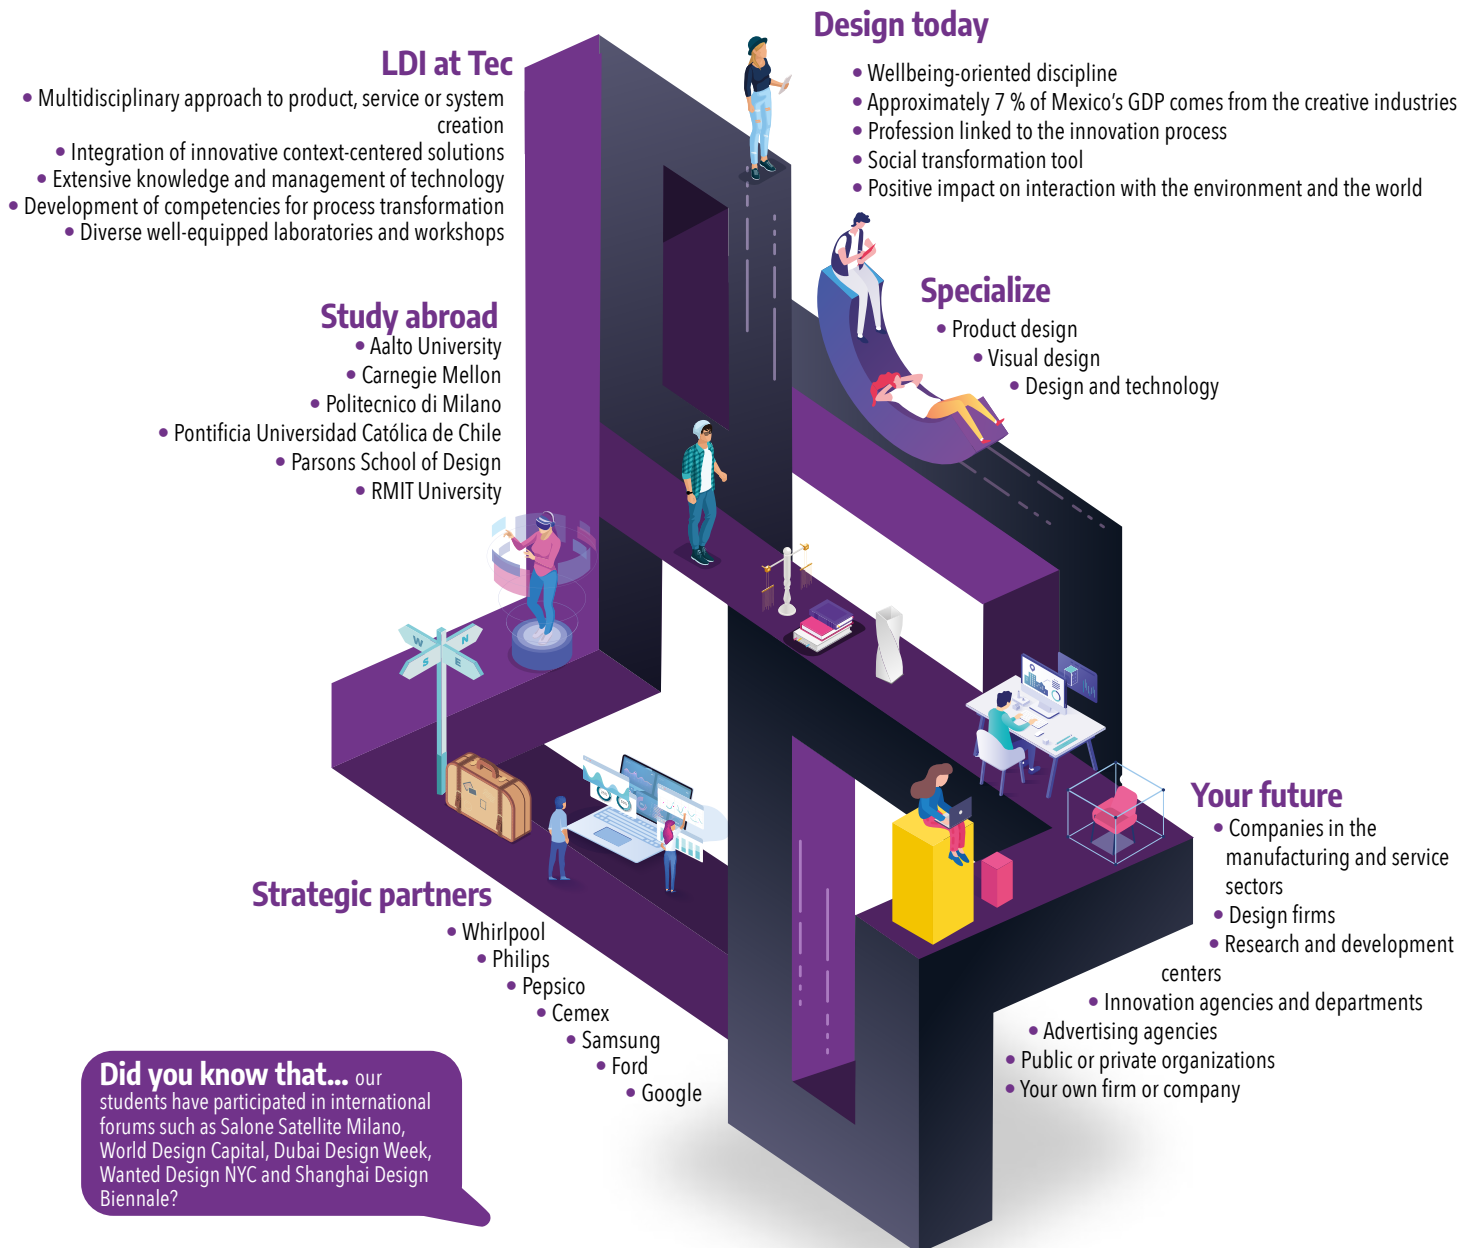 LDI at Tec
• Multidisciplinary approach to product, service or system
creation
• Integration of innovative context-centered solutions
• Extensive knowledge and management of technology
• Development of competencies for process transformation
• Diverse well-equipped laboratories and workshops
Design today
• Wellbeing-oriented discipline
• Approximately 7 % of Mexico's GDP comes from the creative industries
• Profession linked to the innovation process
• Social transformation tool
• Positive impact on interaction with the environment and the world
Study abroad
• Aalto University
• Carnegie Mellon
• Politecnico di Milano
• Pontificia Universidad Católica de Chile
• Parsons School of Design
• RMIT University
Specialize
• Product design
• Visual design
• Design and technology
W N
S E
Strategic partners
• Whirlpool
• Philips
• Pepsico
• Cemex
• Samsung
• Ford
• Google
Your future
• Companies in the
manufacturing and service
sectors
• Design firms
• Research and development
centers
• Innovation agencies and departments
• Advertising agencies
• Public or private organizations
• Your own firm or company
Did you know that... our
students have participated in international
forums such as Salone Satellite Milano,
World Design Capital, Dubai Design Week,
Wanted Design NYC and Shanghai Design
Biennale?